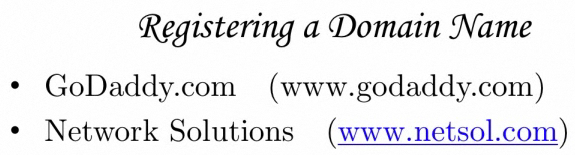 Registering a Domain Name
• GoDaddy.com (www.godaddy.com)
• Network Solutions (www.netsol.com)